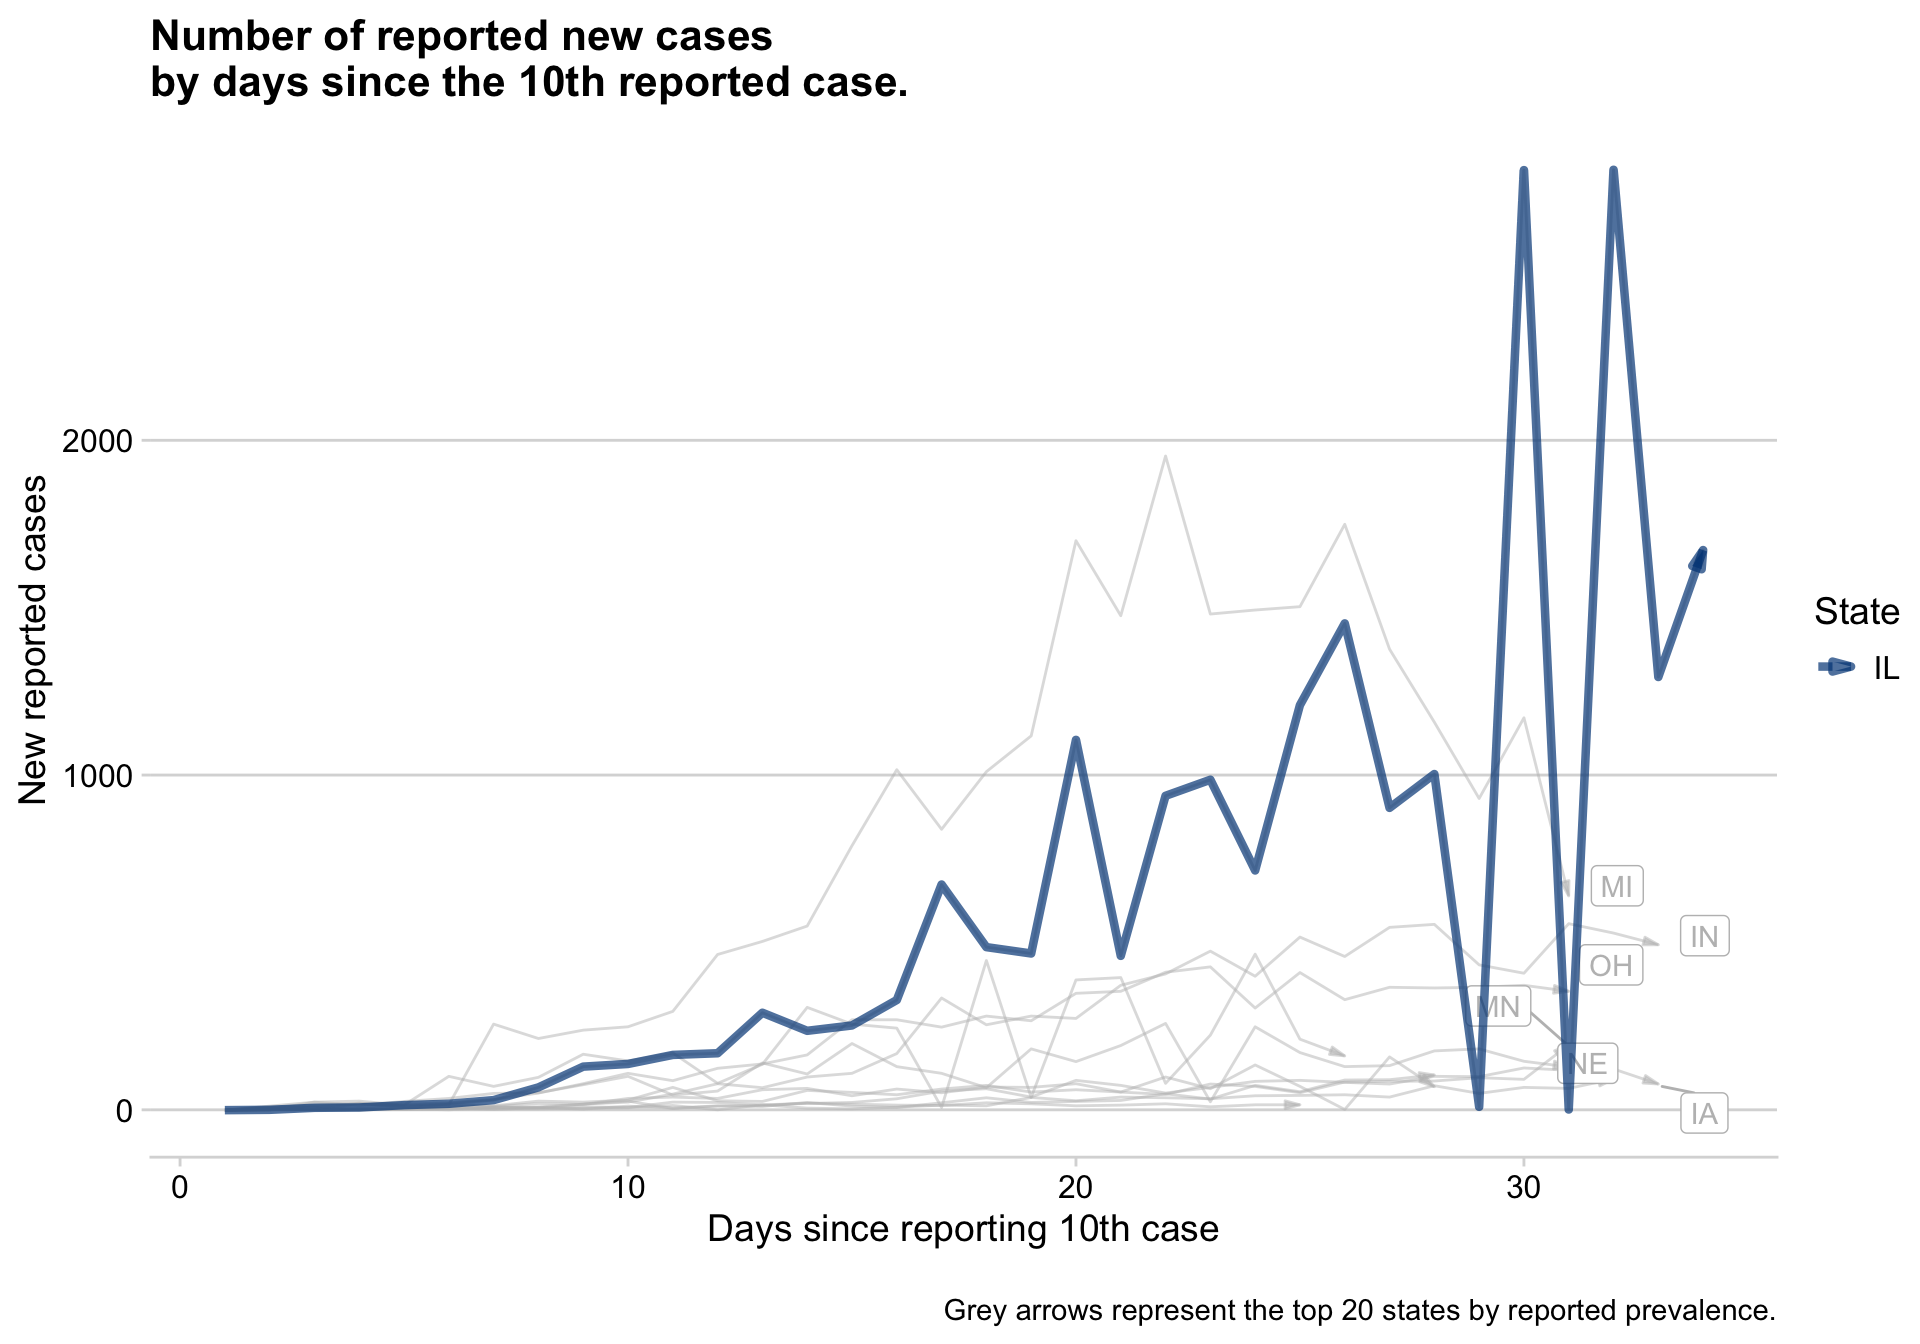 Number of reported new cases
by days since the 10th reported case.
New reported cases
2000
1000
0
MI
IN
OH
MN
NE
IA
State
IL
0
10
20
30
Days since reporting 10th case
Grey arrows represent the top 20 states by reported prevalence.